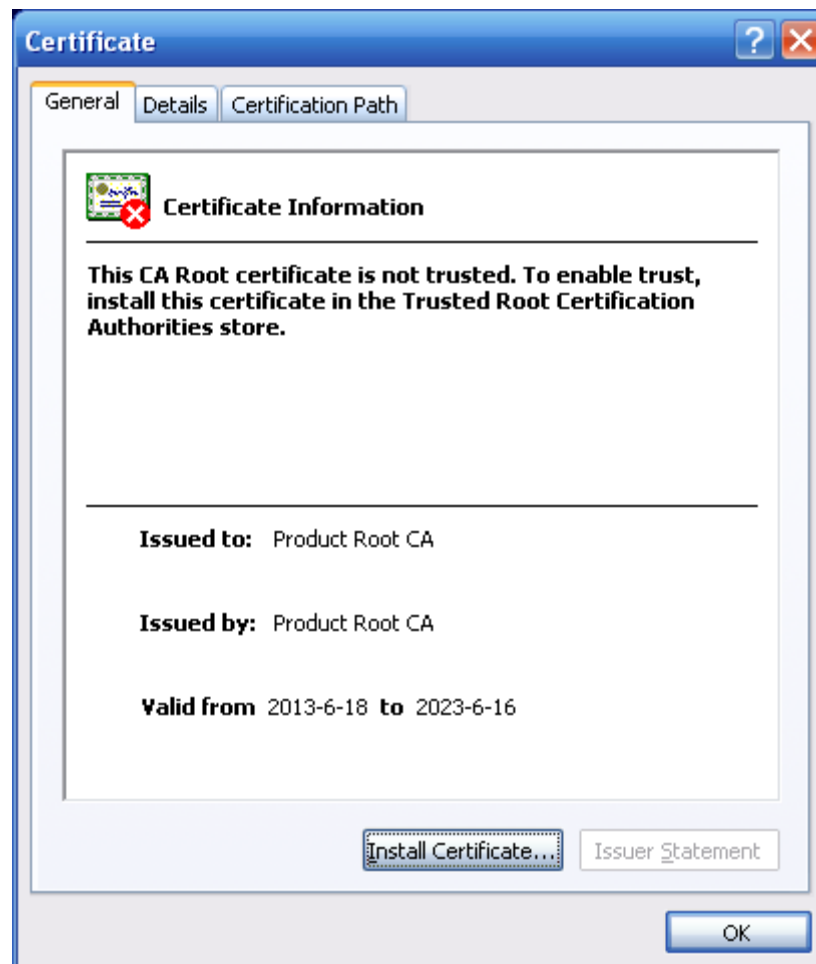 Certificate
General Details Certification Path
Certificate Information
This CA Root certificate is not trusted. To enable trust,
install this certificate in the Trusted Root Certification
Authorities store.
Issued to: Product Root CA
Issued by: Product Root CA
Valid from 2013-6-18 to 2023-6-16
Install Certificate... Issuer Statement
OK